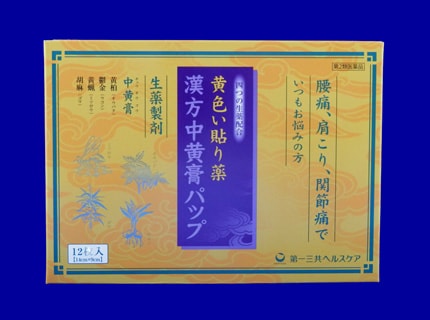 第2類医薬品
腰痛、肩こり、関節痛で
いつもお悩みの方
四つの生薬配合
黄色い貼り薬
漢方中黄膏パップ
生薬製剤
中黄膏
黄柏
鬱金
黄蝋
胡麻
12枚入
【14cm×9cm】
第一三共ヘルスケア